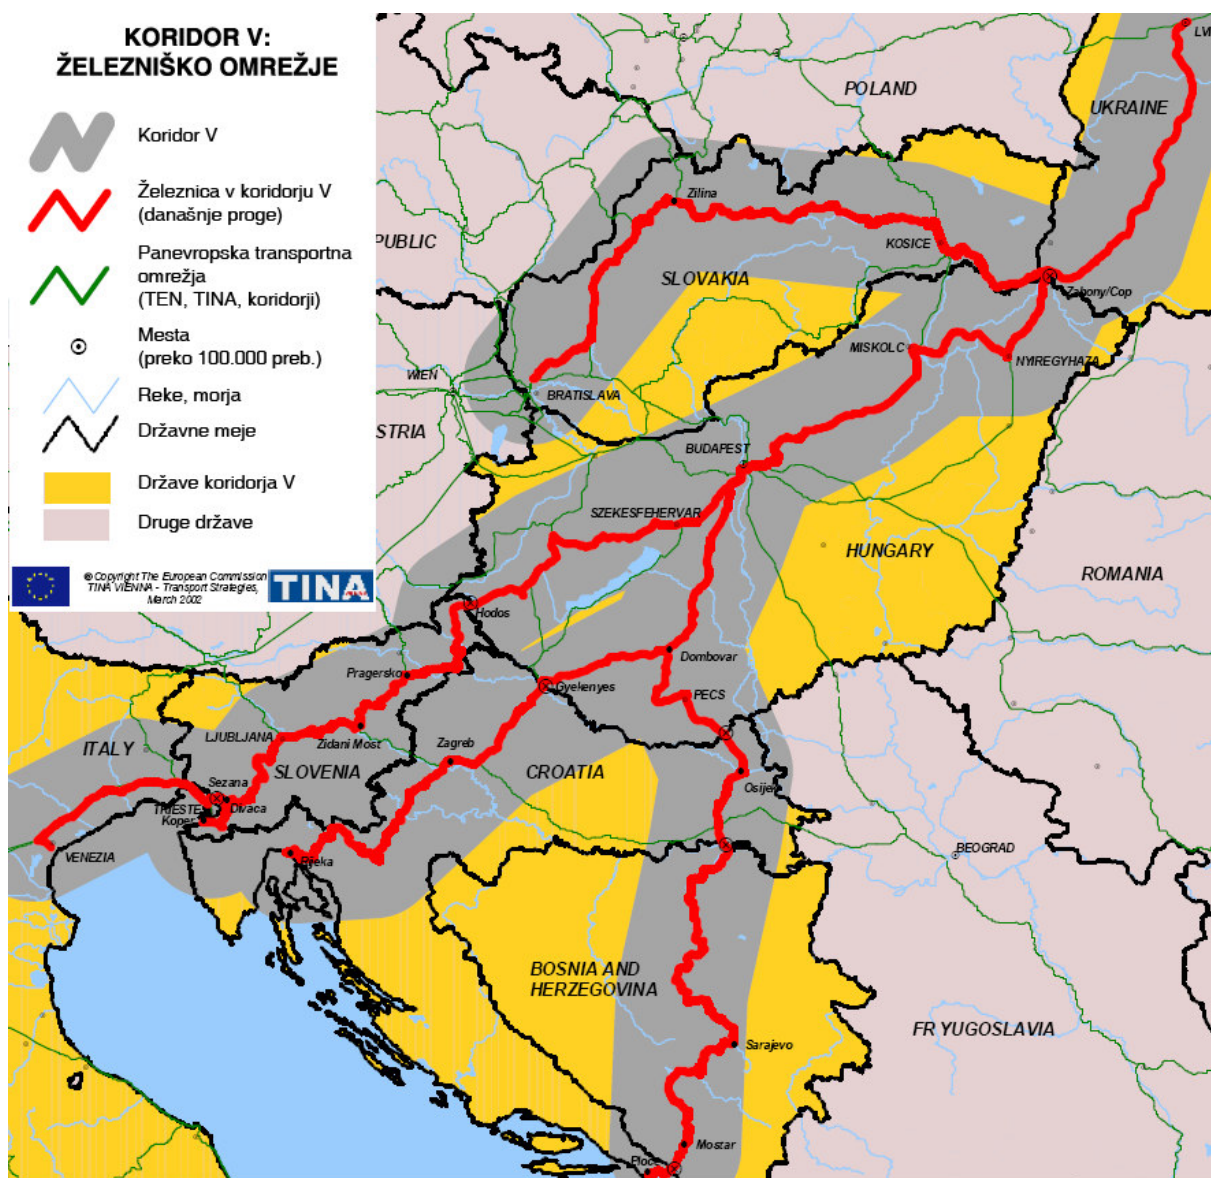 KORIDOR V:
ŽELEZNIŠKO OMREŽJE
Koridor V
Železnica v koridorju V
(današnje proge)
Panevropska transportna
omrežja
(TEN, TINA, koridorji)
Mesta
(preko 100.000 preb.)
Reke, morja
Državne meje
Države koridorja V
Druge države
©Copyright The European Commission
TINA VIENNA - Transport Strategies,
March 2002
TINA
POLAND
UKRAINE
LV
PUBLIC
Zilina
KOSICE
SLOVAKIA
Zahony/Cop
MISKOLC
NYIREGYHAZA
WIEN
BRATISLAVA
STRIA
BUDAPEST
SZEKESFEHERVAR
HUNGARY
ROMANIA
Hodos
Pragersko
Dombovar
Gyekenyes
PECS
ITALY
LJUBLJANA
Zidani Most
Zagreb
SLOVENIA
CROATIA
Sezana
Osijek
TRIESTE
Divaca
Koper
VENEZIA
Rijeka
BEOGRAD
BOSNIA AND
HERZEGOVINA
FR YUGOSLAVIA
Sarajevo
Mostar
Ploce